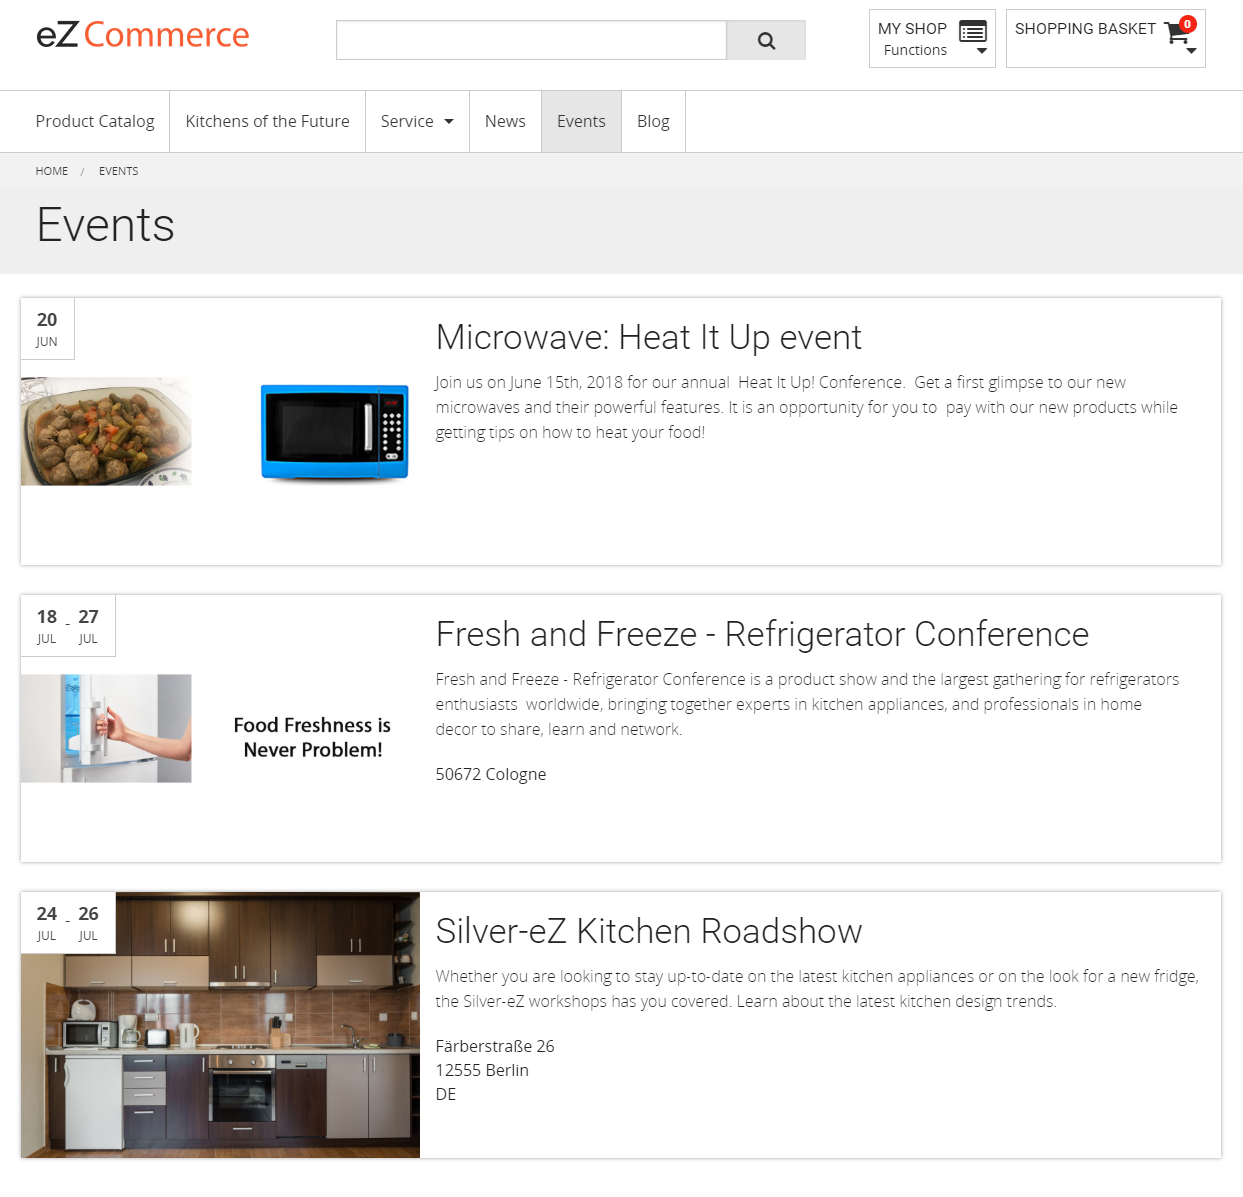 eZ Commerce
MY SHOP
Functions
SHOPPING BASKET 0
Product Catalog
Kitchens of the Future
Service
News
Events
Blog
HOME / EVENTS
Events
20
JUN
Microwave: Heat It Up event
Join us on June 15th, 2018 for our annual  Heat It Up! Conference.  Get a first glimpse to our new
microwaves and their powerful features. It is an opportunity for you to  pay with our new products while
getting tips on how to heat your food!
18 - 27
JUL JUL
Food Freshness is
Never Problem!
Fresh and Freeze - Refrigerator Conference
Fresh and Freeze - Refrigerator Conference is a product show and the largest gathering for refrigerators
enthusiasts  worldwide, bringing together experts in kitchen appliances, and professionals in home
decor to share, learn and network.
50672 Cologne
24 - 26
JUL JUL
Silver-eZ Kitchen Roadshow
Whether you are looking to stay up-to-date on the latest kitchen appliances or on the look for a new fridge,
the Silver-eZ workshops has you covered. Learn about the latest kitchen design trends.
Färberstraße 26
12555 Berlin
DE